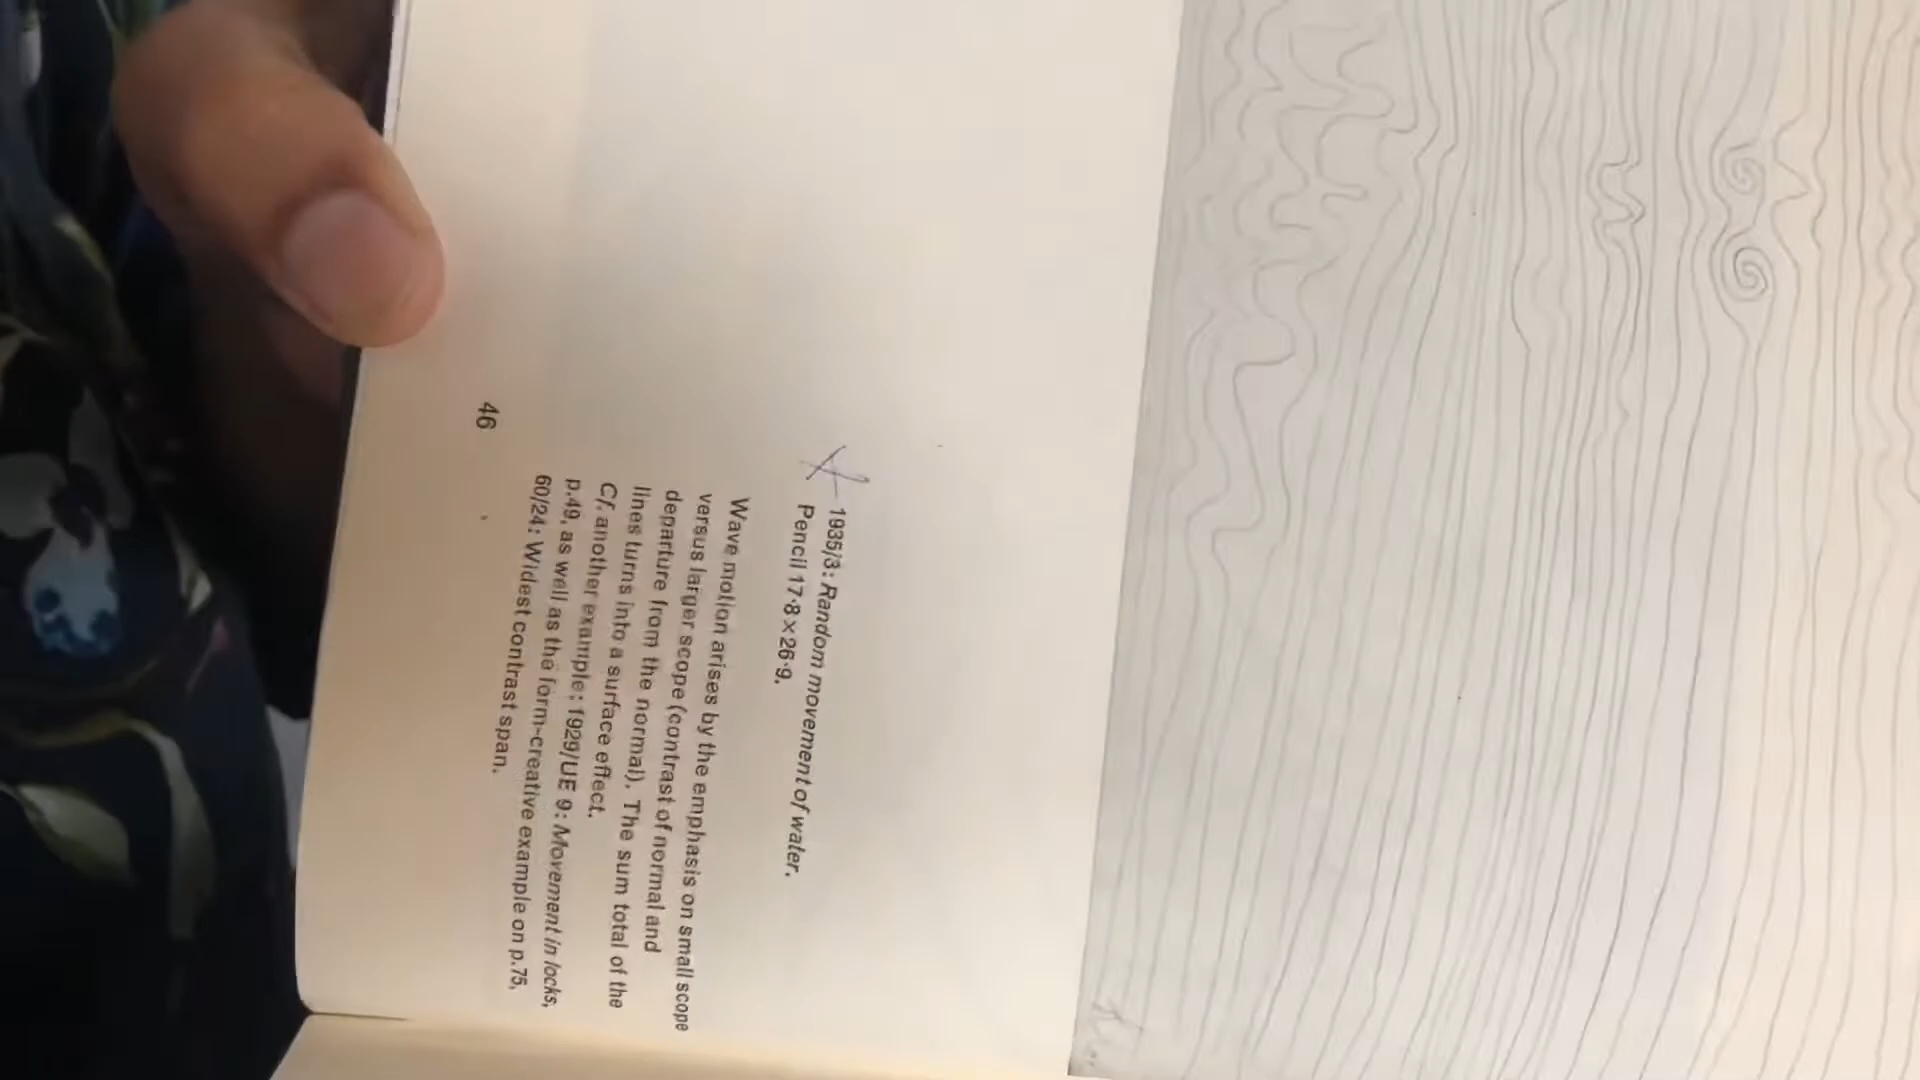 1935/3: Random movement of water.
Pencil 17·8 × 26·9.
Wave motion arises by the emphasis on small scope
versus larger scope (contrast of normal and
departure from the normal). The sum total of the
lines turns into a surface effect.
Cf. another example: 1929/UE 9: Movement in locks,
p.49, as well as the form-creative example on p.75,
60/24: Widest contrast span.
46